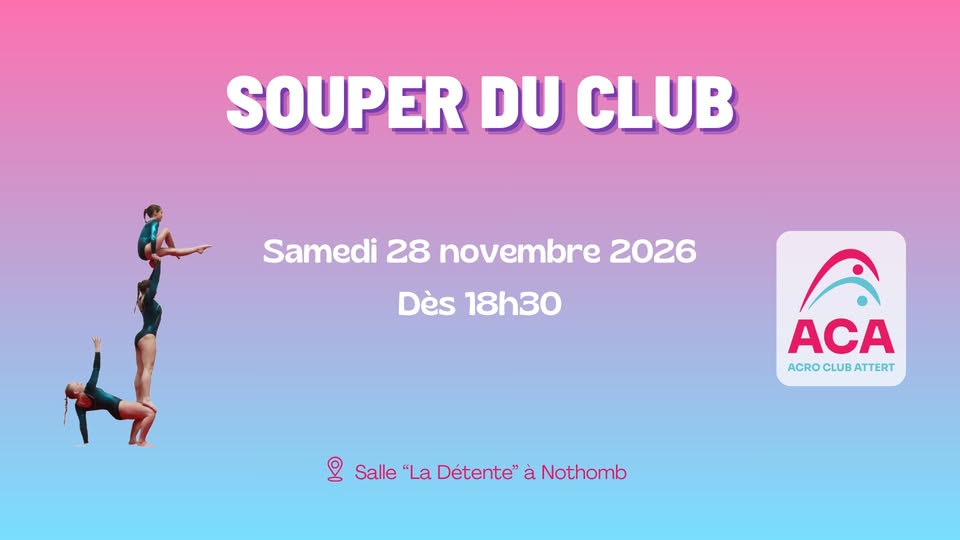 SOUPER DU CLUB
Samedi 28 novembre 2026
Dès 18h30
ACA
ACRO CLUB ATTERT
Salle “La Détente” à Nothomb